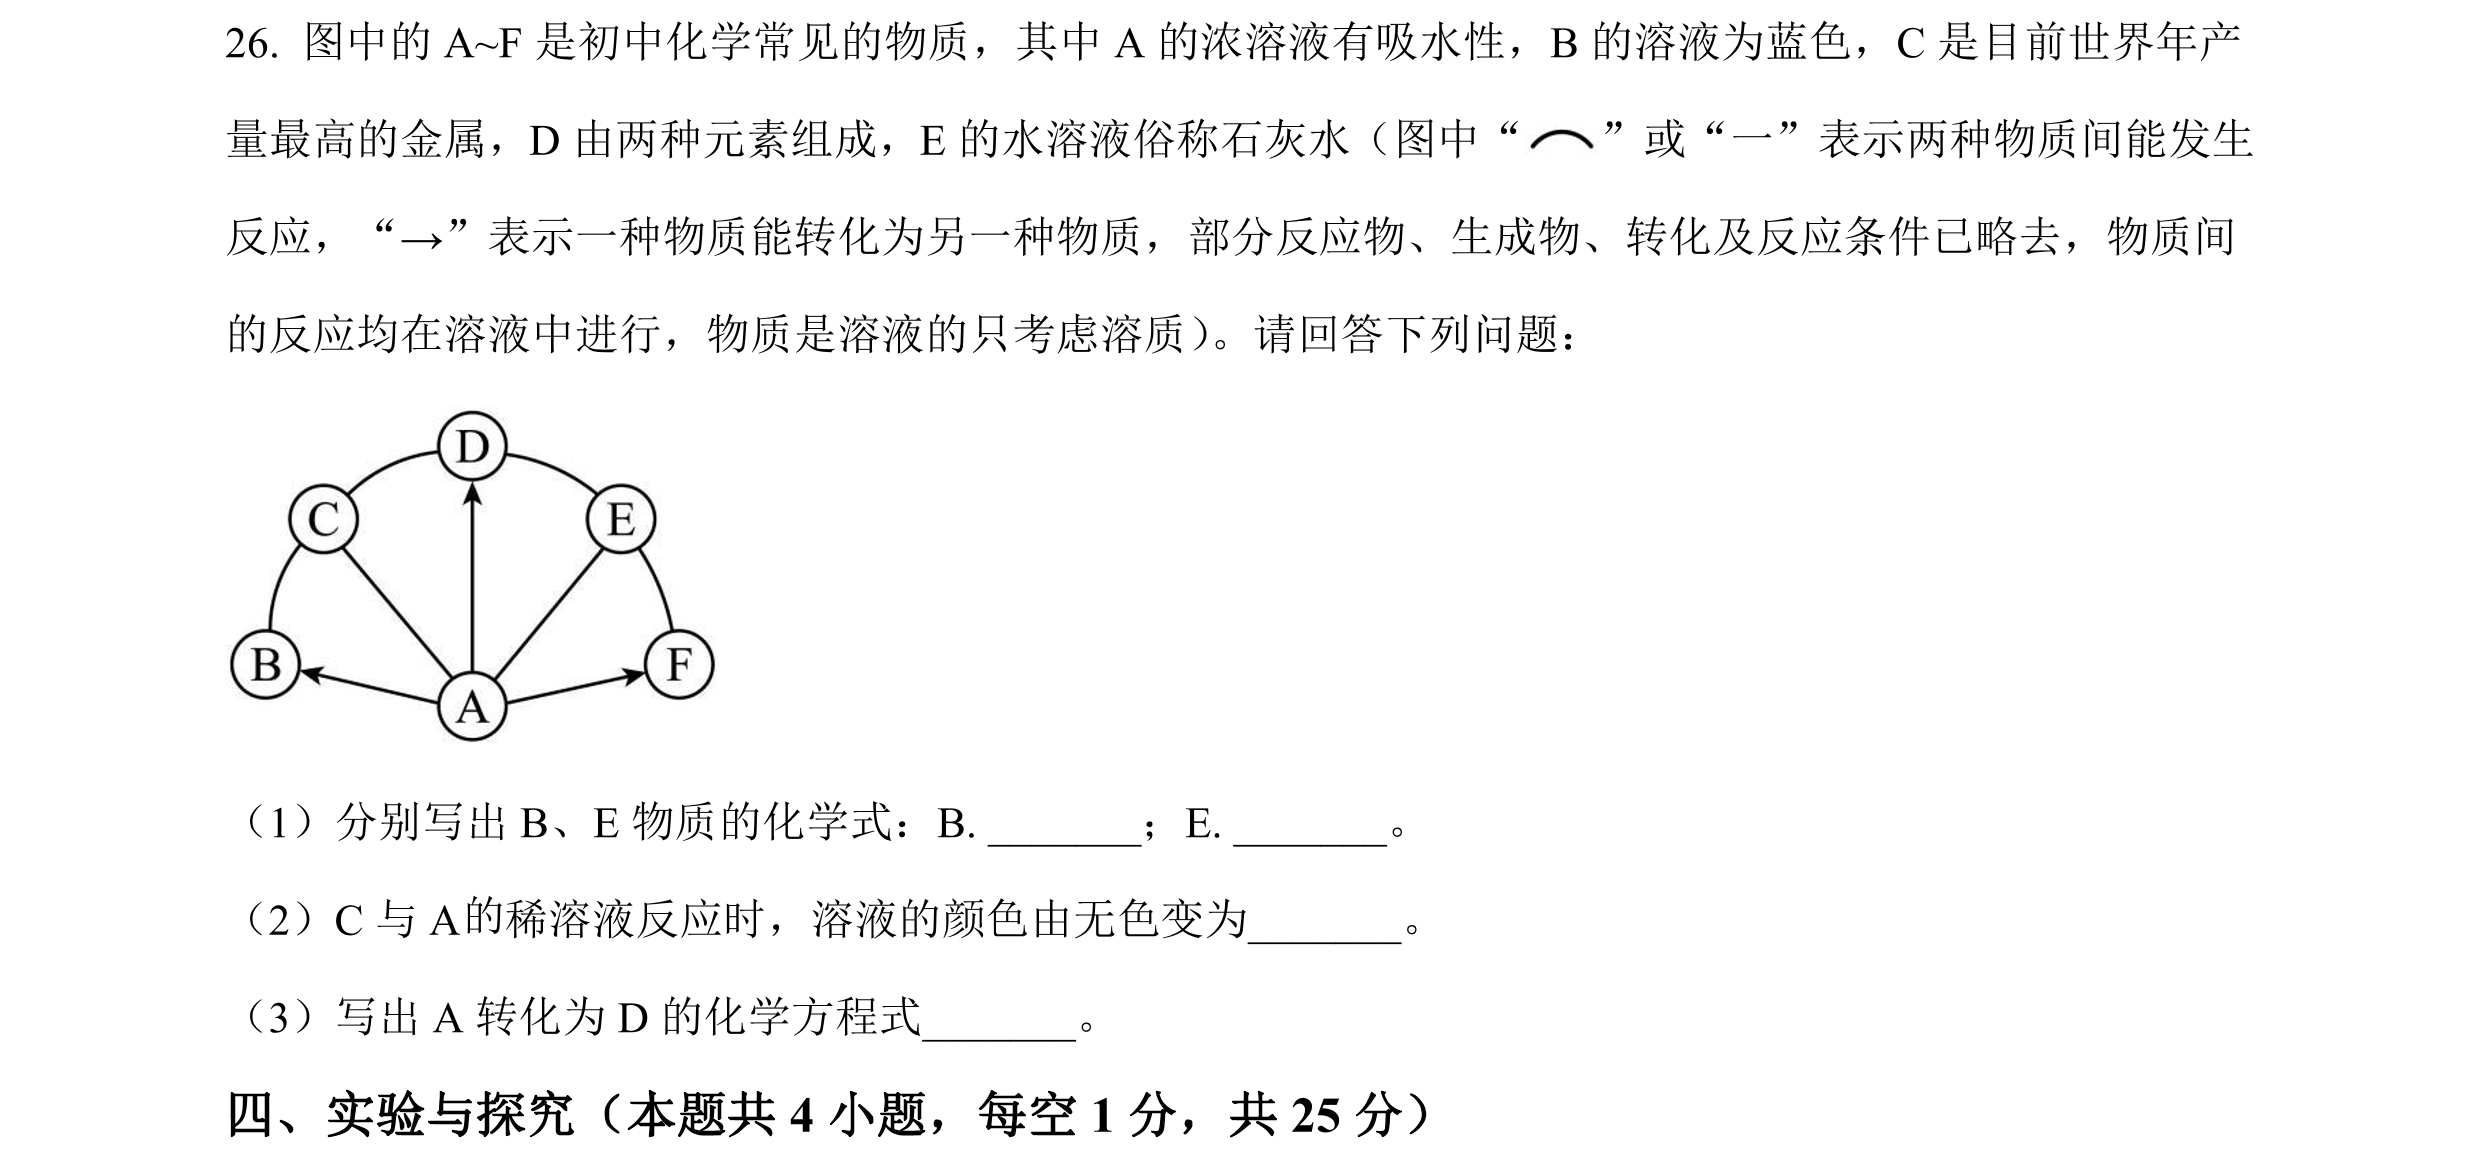 26. 图中的 A~F 是初中化学常见的物质，其中 A 的浓溶液有吸水性，B 的溶液为蓝色，C 是目前世界年产
量最高的金属，D 由两种元素组成，E 的水溶液俗称石灰水（图中“⌒”或“一”表示两种物质间能发生
反应，“→”表示一种物质能转化为另一种物质，部分反应物、生成物、转化及反应条件已略去，物质间
的反应均在溶液中进行，物质是溶液的只考虑溶质）。请回答下列问题：
D
C
E
B
F
A
（1）分别写出 B、E 物质的化学式：B. _______；E. _______。
（2）C 与 A的稀溶液反应时，溶液的颜色由无色变为_______。
（3）写出 A 转化为 D 的化学方程式_______。
四、实验与探究（本题共 4 小题，每空 1 分，共 25 分）